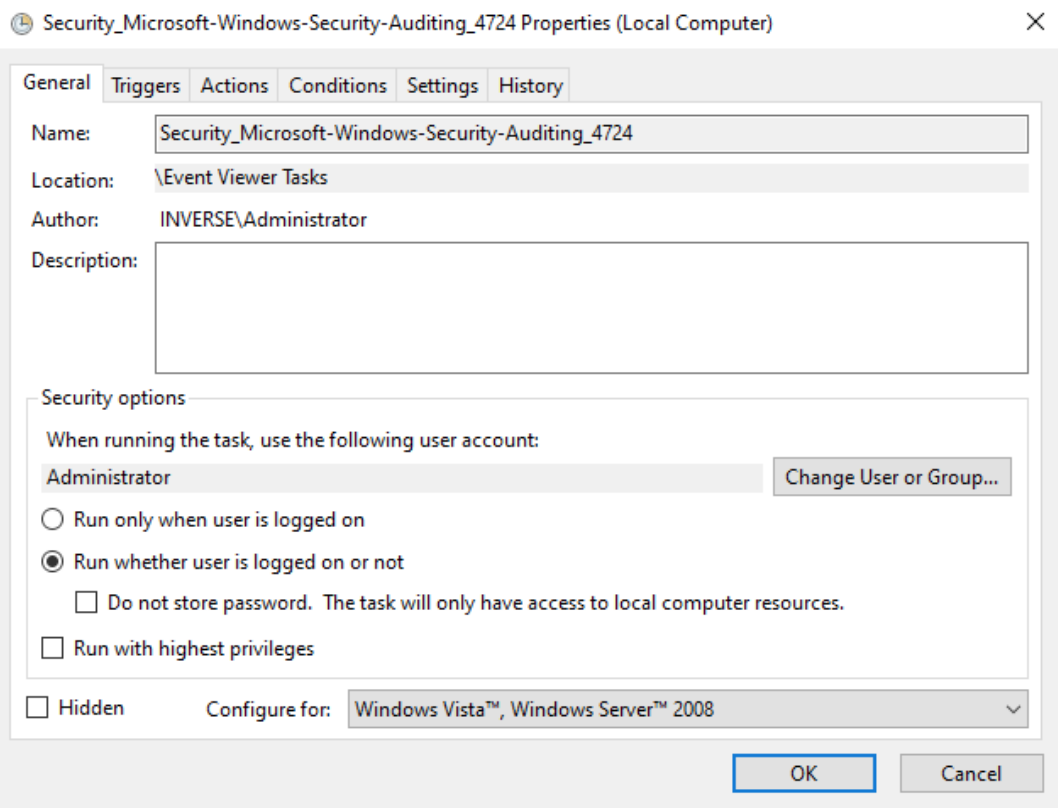 Security_Microsoft-Windows-Security-Auditing_4724 Properties (Local Computer)
General Triggers Actions Conditions Settings History
Name: Security_Microsoft-Windows-Security-Auditing_4724
Location: \Event Viewer Tasks
Author: INVERSE\Administrator
Description:
Security options
When running the task, use the following user account:
Administrator Change User or Group...
Run only when user is logged on
Run whether user is logged on or not
Do not store password. The task will only have access to local computer resources.
Run with highest privileges
Hidden Configure for: Windows Vista™, Windows Server™ 2008
OK Cancel